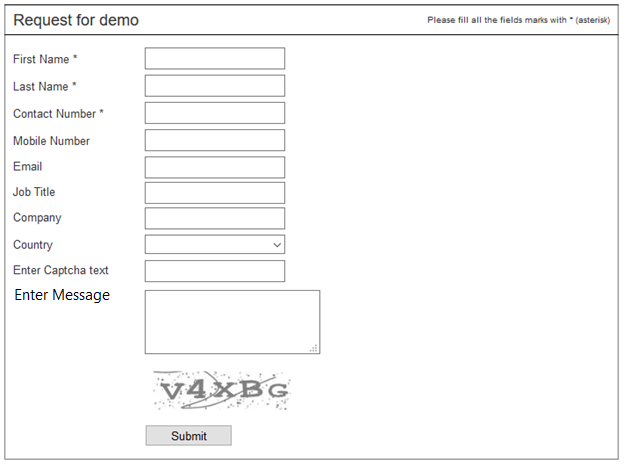 Request for demo
Please fill all the fields marks with * (asterisk)
First Name *
Last Name *
Contact Number *
Mobile Number
Email
Job Title
Company
Country
Enter Captcha text
Enter Message
V4XBG
Submit